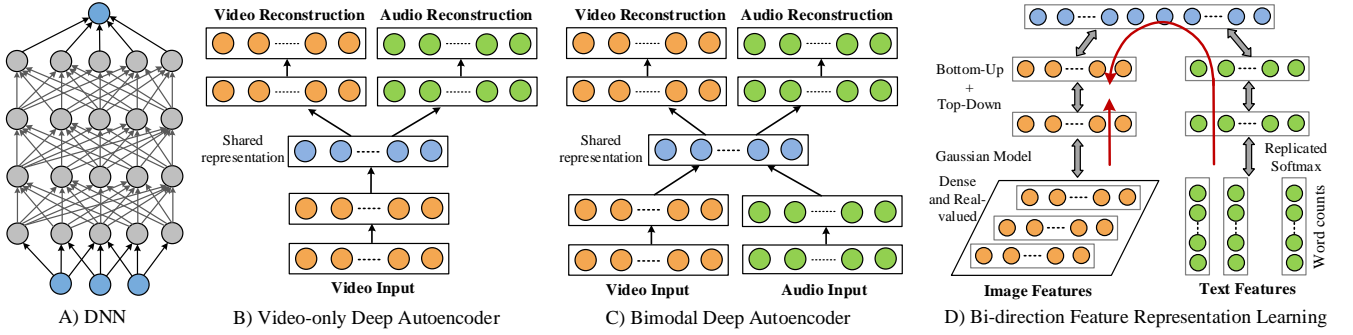 Video Reconstruction
Audio Reconstruction
Shared
representation
Video Input
Video Reconstruction
Audio Reconstruction
Shared
representation
Video Input
Audio Input
Bottom-Up
+
Top-Down
Gaussian Model
Replicated
Softmax
Dense
and Real-
valued
Word counts
Image Features
Text Features
A) DNN
B) Video-only Deep Autoencoder
C) Bimodal Deep Autoencoder
D) Bi-direction Feature Representation Learning